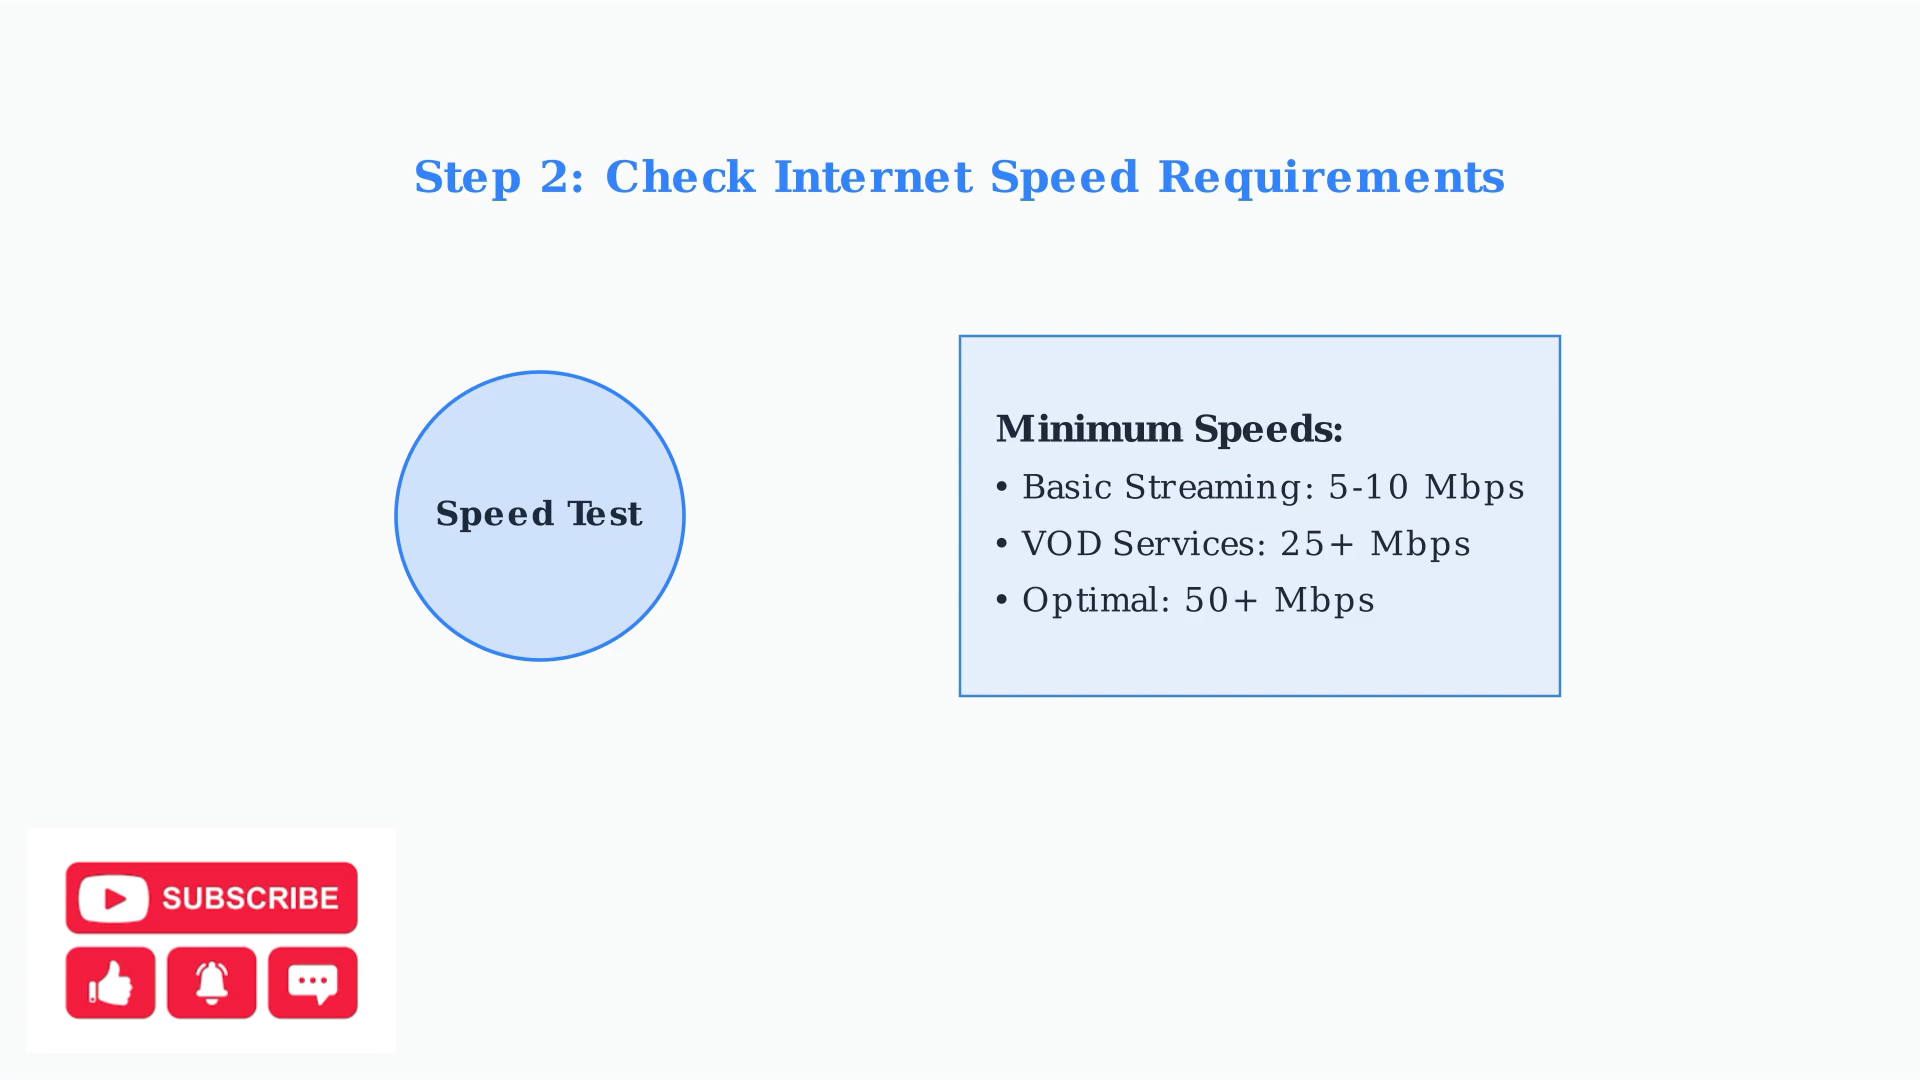 Step 2: Check Internet Speed Requirements
Speed Test
Minimum Speeds:
• Basic Streaming: 5-10 Mbps
• VOD Services: 25+ Mbps
• Optimal: 50+ Mbps
SUBSCRIBE